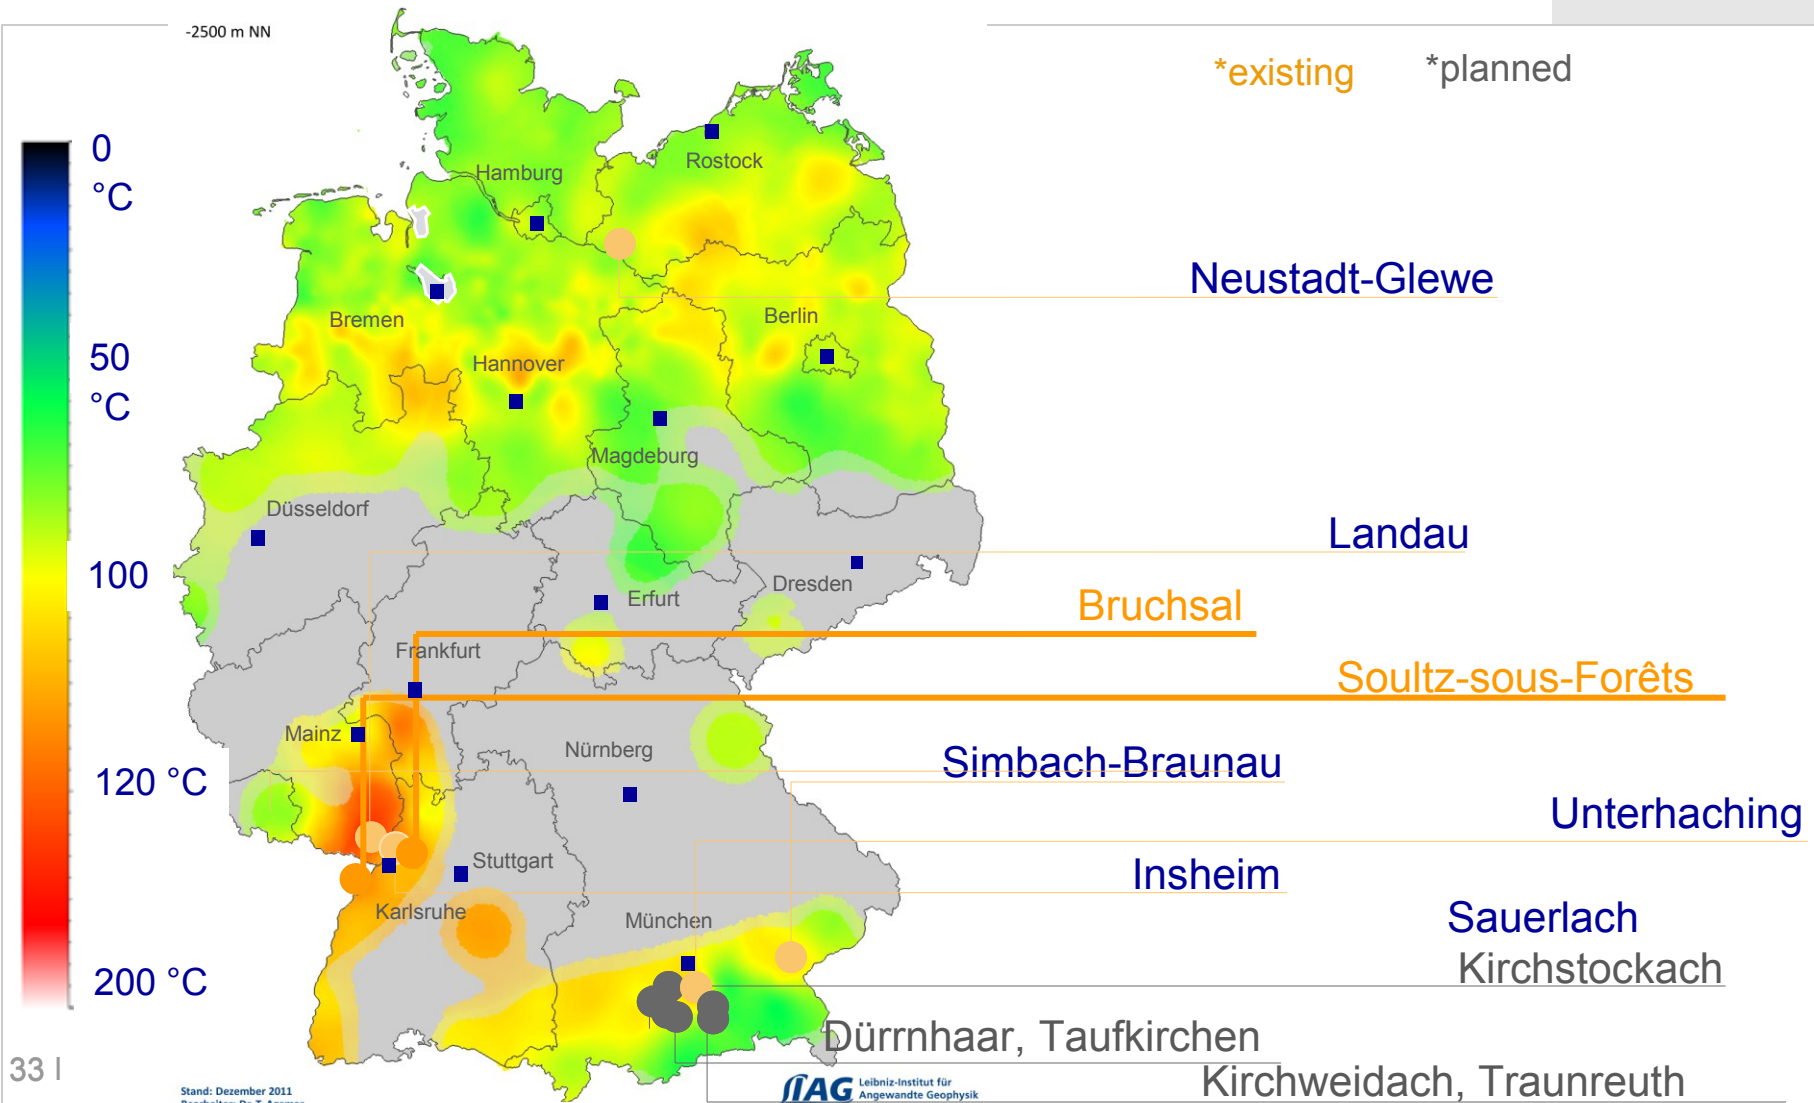 -2500 m NN
*existing
*planned
0
°C
50
°C
100
120 °C
200 °C
Rostock
Hamburg
Neustadt-Glewe
Bremen
Berlin
Hannover
Magdeburg
Düsseldorf
Landau
Dresden
Erfurt
Bruchsal
Frankfurt
Soultz-sous-Forêts
Mainz
Nürnberg
Simbach-Braunau
Unterhaching
Stuttgart
Insheim
Karlsruhe
München
Sauerlach
Kirchstockach
Dürrnhaar, Taufkirchen
Kirchweidach, Traunreuth
33 |
Stand: Dezember 2011
LIAG Leibniz-Institut für
Angewandte Geophysik